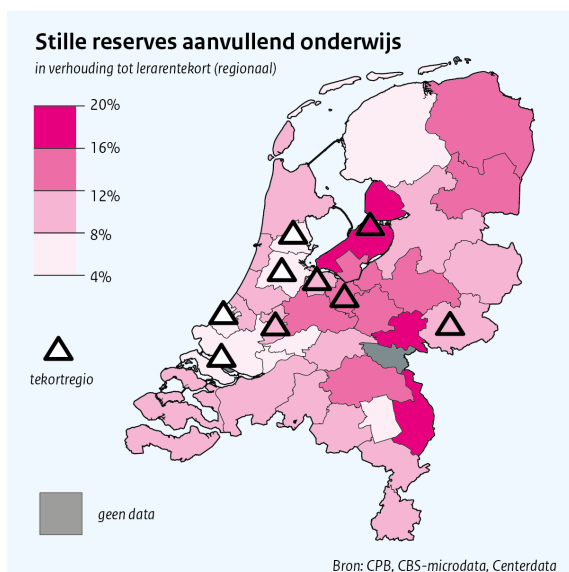 Stille reserves aanvullend onderwijs
in verhouding tot lerarentekort (regionaal)
20%
16%
12%
8%
4%
tekortregio
geen data
Bron: CPB, CBS-microdata, Centerdata